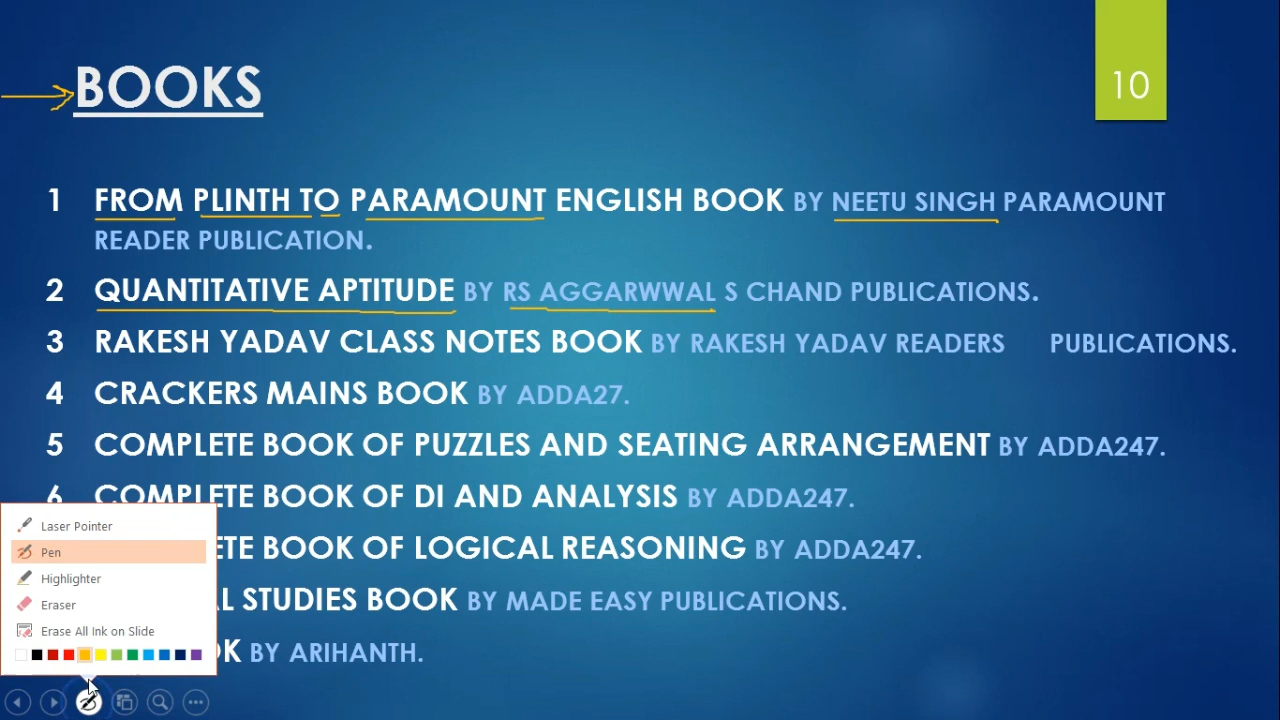 BOOKS
10
1 FROM PLINTH TO PARAMOUNT ENGLISH BOOK BY NEETU SINGH PARAMOUNT
READER PUBLICATION.
2 QUANTITATIVE APTITUDE BY RS AGGARWWAL S CHAND PUBLICATIONS.
3 RAKESH YADAV CLASS NOTES BOOK BY RAKESH YADAV READERS PUBLICATIONS.
4 CRACKERS MAINS BOOK BY ADDA27.
5 COMPLETE BOOK OF PUZZLES AND SEATING ARRANGEMENT BY ADDA247.
6 COMPLETE BOOK OF DI AND ANALYSIS BY ADDA247.
BOOK OF LOGICAL REASONING BY ADDA247.
STUDIES BOOK BY MADE EASY PUBLICATIONS.
BY ARIHANTH.
Laser Pointer
Pen
Highlighter
Eraser
Erase All Ink on Slide